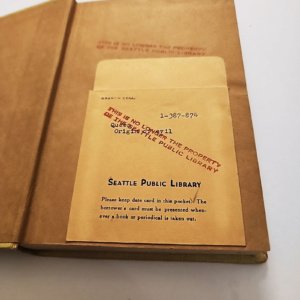 THIS IS NO LONGER THE PROPERTY
OF THE SEATTLE PUBLIC LIBRARY
1-387-874
THIS IS NO LONGER THE PROPERTY
OF THE SEATTLE PUBLIC LIBRARY
SEATTLE PUBLIC LIBRARY
Please keep date card in this pocket. The
borrower's card must be presented when-
ever a book or periodical is taken out.